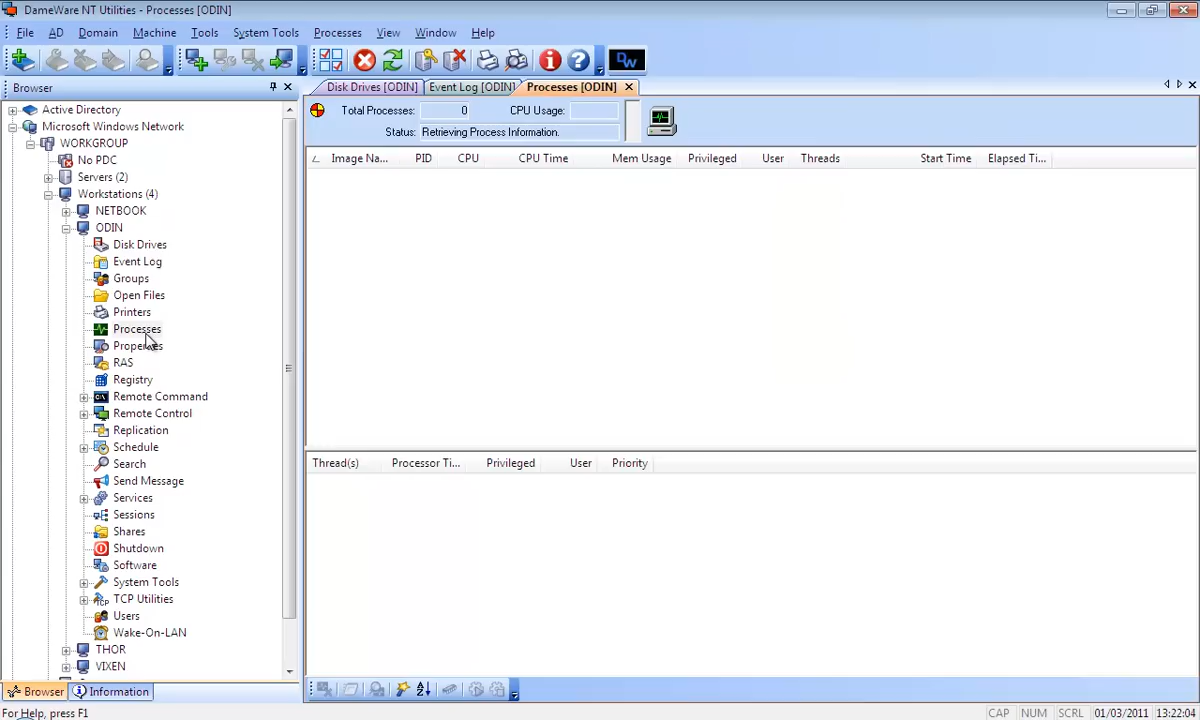 DameWare NT Utilities - Processes [ODIN]
File AD Domain Machine Tools System Tools Processes View Window Help
Dw
Browser
Disk Drives [ODIN] Event Log [ODIN] Processes [ODIN]
Active Directory
Microsoft Windows Network
WORKGROUP
No PDC
Servers (2)
Workstations (4)
NETBOOK
ODIN
Disk Drives
Event Log
Groups
Open Files
Printers
Processes
RAS
Registry
Remote Command
Remote Control
Replication
Schedule
Search
Send Message
Services
Sessions
Shares
Shutdown
Software
System Tools
TCP Utilities
Users
Wake-On-LAN
THOR
VIXEN
Total Processes: 0 CPU Usage:
Status: Retrieving Process Information.
Image Na... PID CPU CPU Time Mem Usage Privileged User Threads Start Time Elapsed Ti...
Thread(s) Processor Ti... Privileged User Priority
Browser Information
For Help, press F1
CAP NUM SCRL 01/03/2011 13:22:04